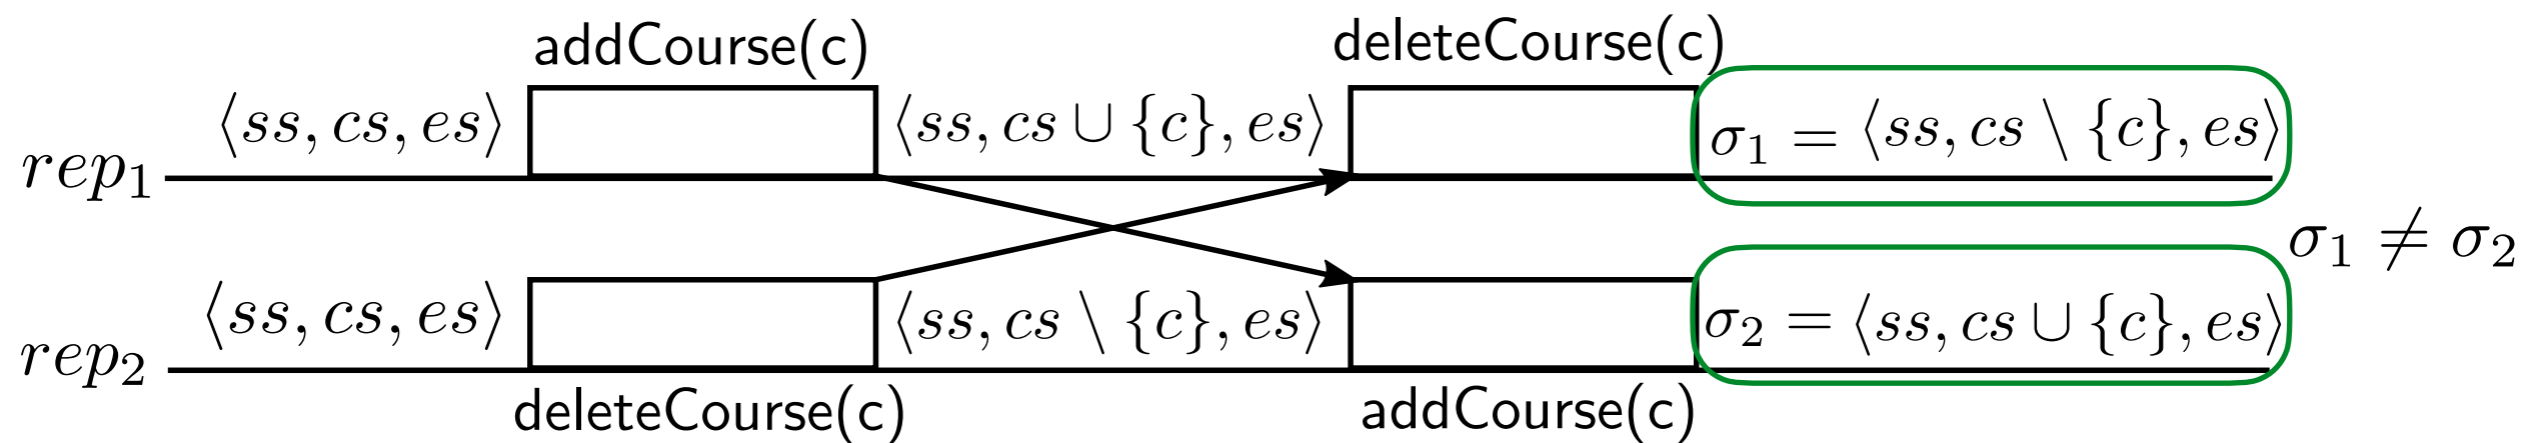 addCourse(c) deleteCourse(c)
rep₁ ⟨ss, cs, es⟩ ⟨ss, cs ∪ {c}, es⟩ σ₁ = ⟨ss, cs \ {c}, es⟩
σ₁ ≠ σ₂
rep₂ ⟨ss, cs, es⟩ ⟨ss, cs \ {c}, es⟩ σ₂ = ⟨ss, cs ∪ {c}, es⟩
deleteCourse(c) addCourse(c)